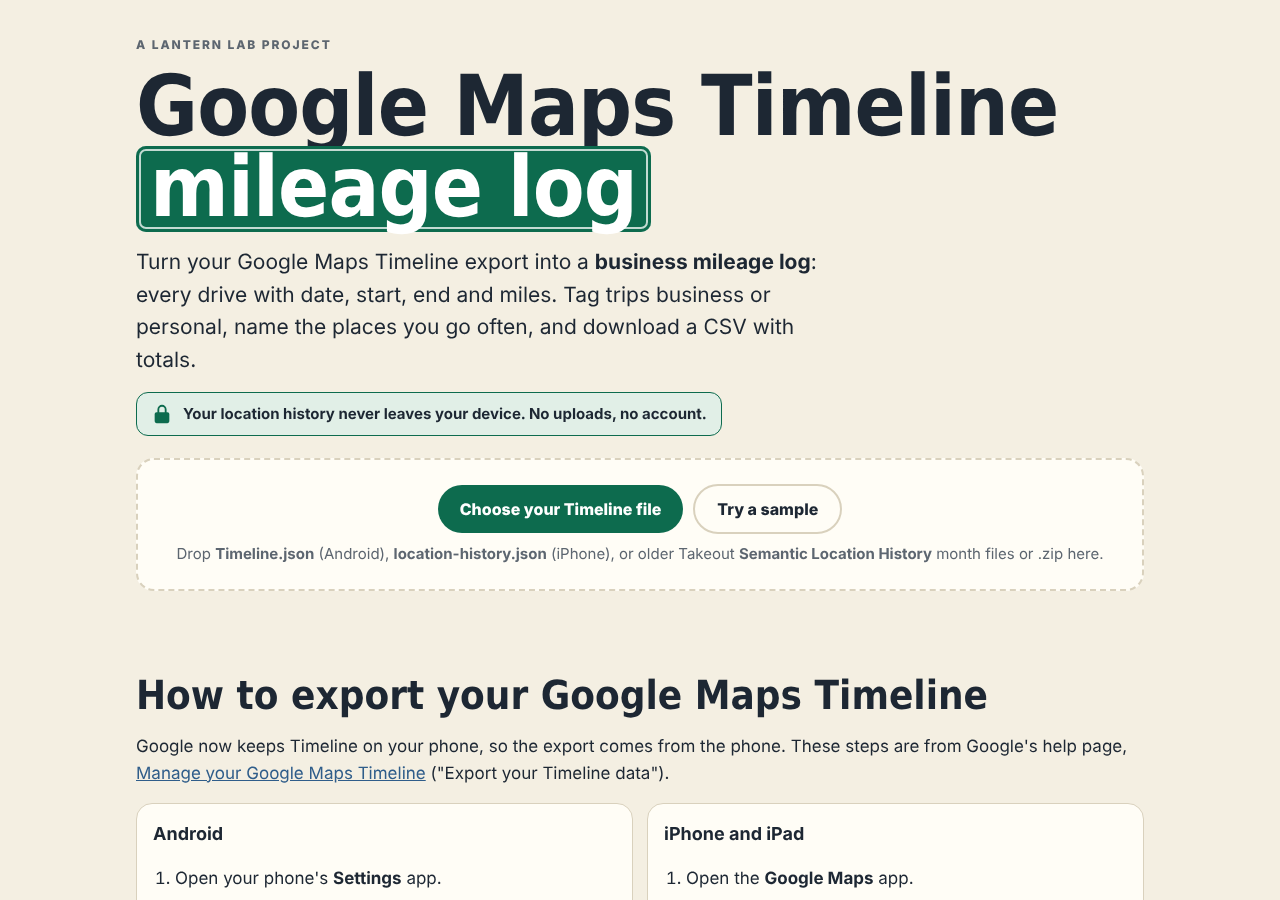 A LANTERN LAB PROJECT
Google Maps Timeline
mileage log
Turn your Google Maps Timeline export into a business mileage log:
every drive with date, start, end and miles. Tag trips business or
personal, name the places you go often, and download a CSV with
totals.
Your location history never leaves your device. No uploads, no account.
Choose your Timeline file
Try a sample
Drop Timeline.json (Android), location-history.json (iPhone), or older Takeout Semantic Location History month files or .zip here.
How to export your Google Maps Timeline
Google now keeps Timeline on your phone, so the export comes from the phone. These steps are from Google's help page,
Manage your Google Maps Timeline ("Export your Timeline data").
Android
1. Open your phone's Settings app.
iPhone and iPad
1. Open the Google Maps app.